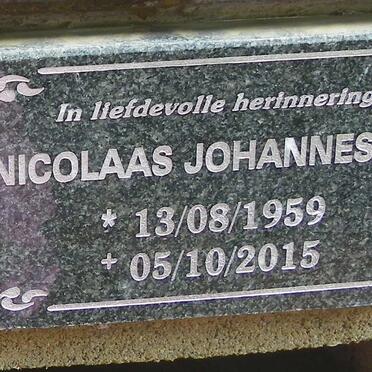 In liefdevolle herinnering
NICOLAAS JOHANNES
* 13/08/1959
+ 05/10/2015